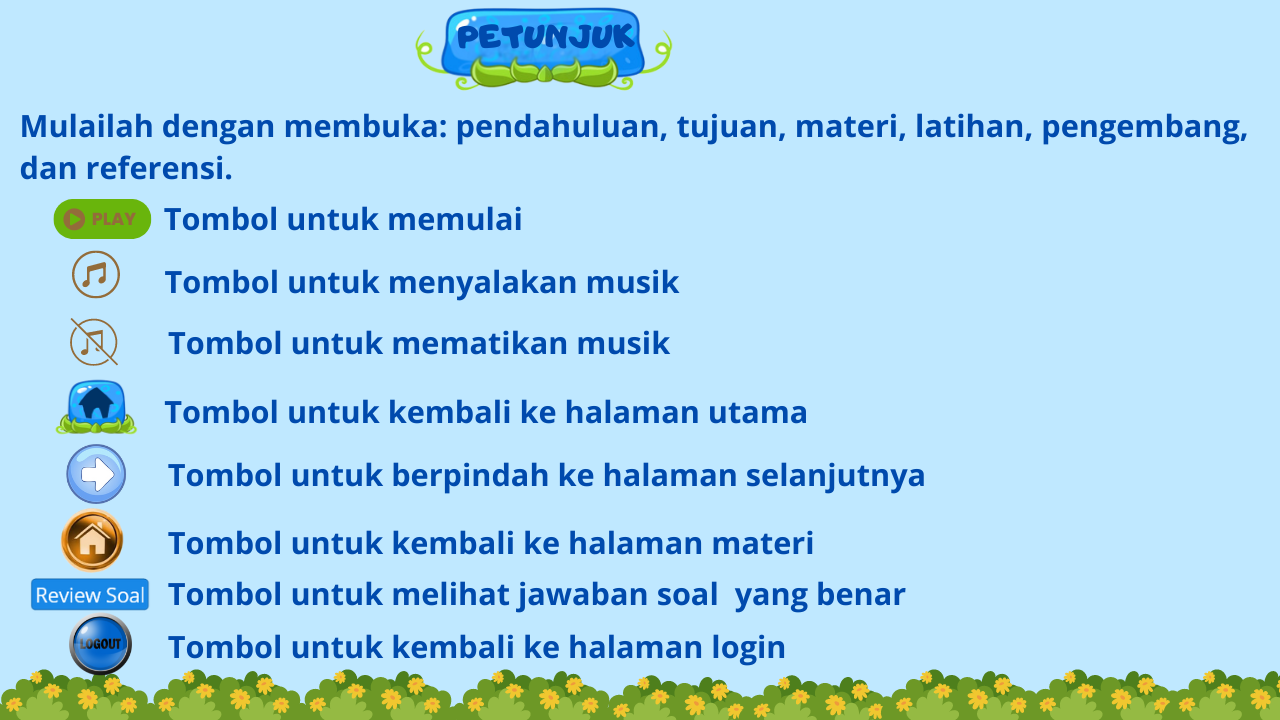 PETUNJUK
Mulailah dengan membuka: pendahuluan, tujuan, materi, latihan, pengembang,
dan referensi.
PLAY Tombol untuk memulai
Tombol untuk menyalakan musik
Tombol untuk mematikan musik
Tombol untuk kembali ke halaman utama
Tombol untuk berpindah ke halaman selanjutnya
Tombol untuk kembali ke halaman materi
Review Soal Tombol untuk melihat jawaban soal  yang benar
LOGOUT Tombol untuk kembali ke halaman login